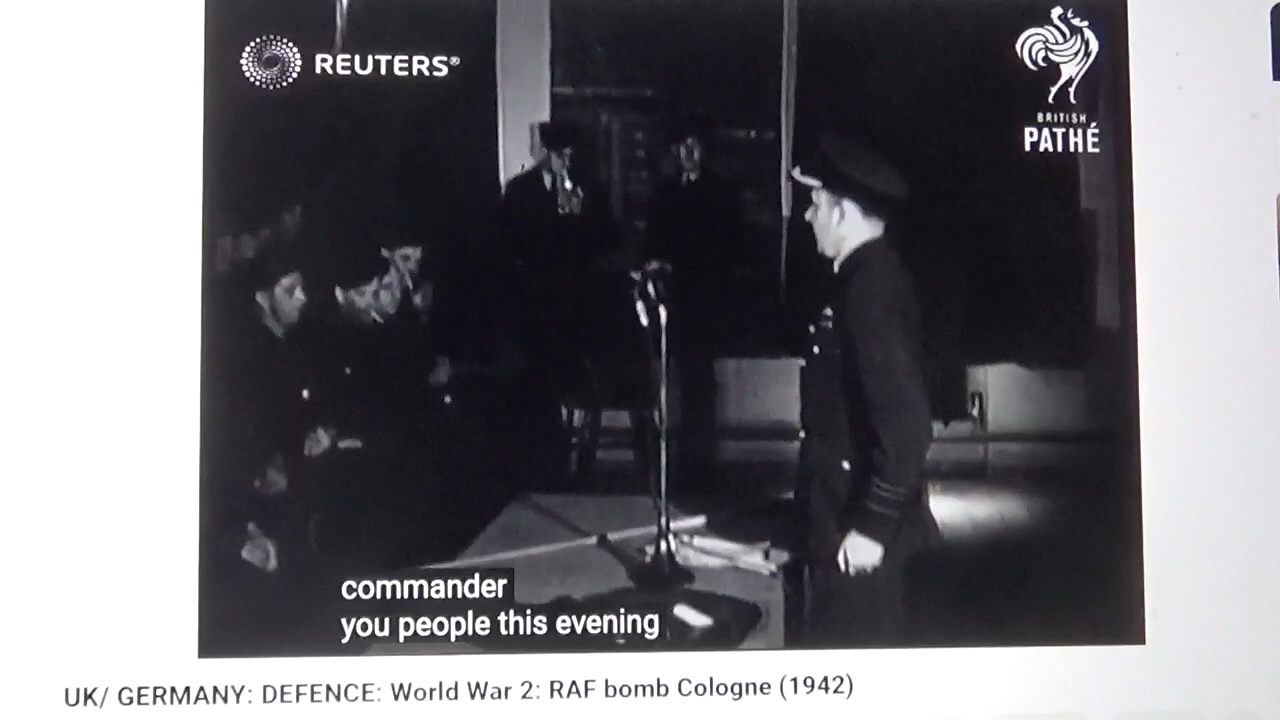 REUTERS®
BRITISH
PATHÉ
commander
you people this evening
UK/ GERMANY: DEFENCE: World War 2: RAF bomb Cologne (1942)